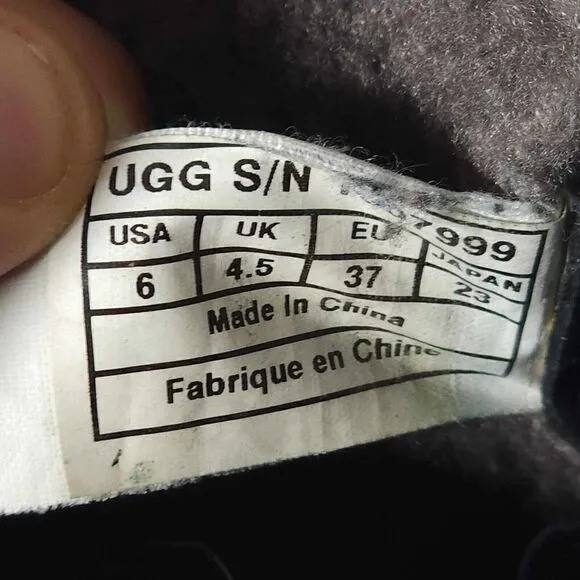 UGG S/N 7999
USA UK EU JAPAN
6 4.5 37 23
Made In China
Fabrique en Chine